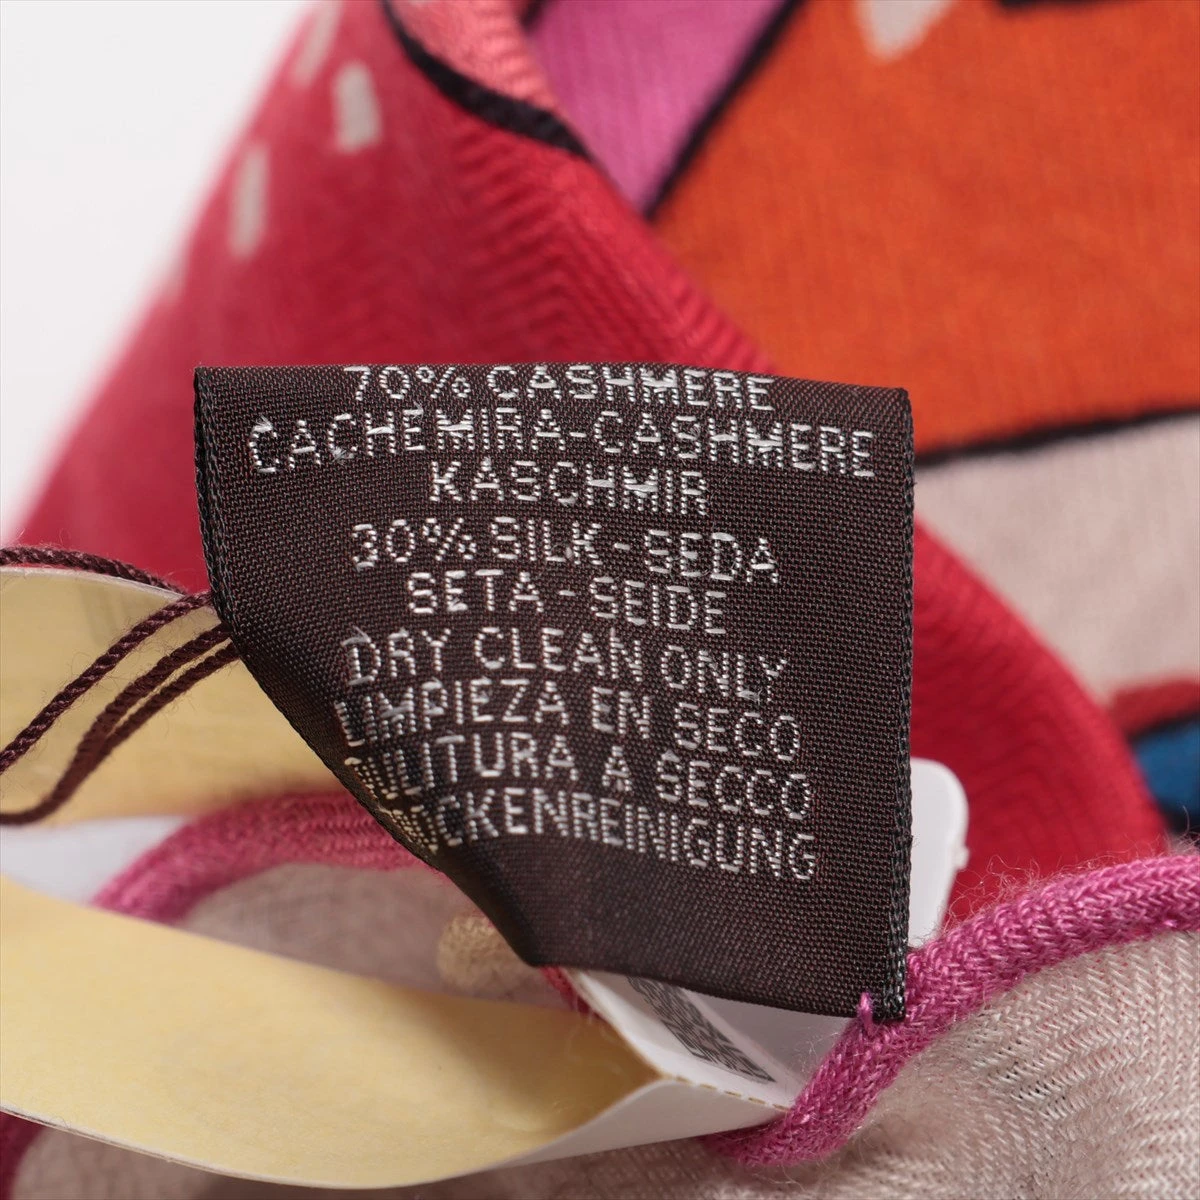 70% CASHMERE
CACHEMIRA-CASHMERE
KASCHMIR
30% SILK-SEDA
SETA-SEIDE
DRY CLEAN ONLY
LIMPIEZA EN SECO
PULITURA A SECCO
TROCKENREINIGUNG